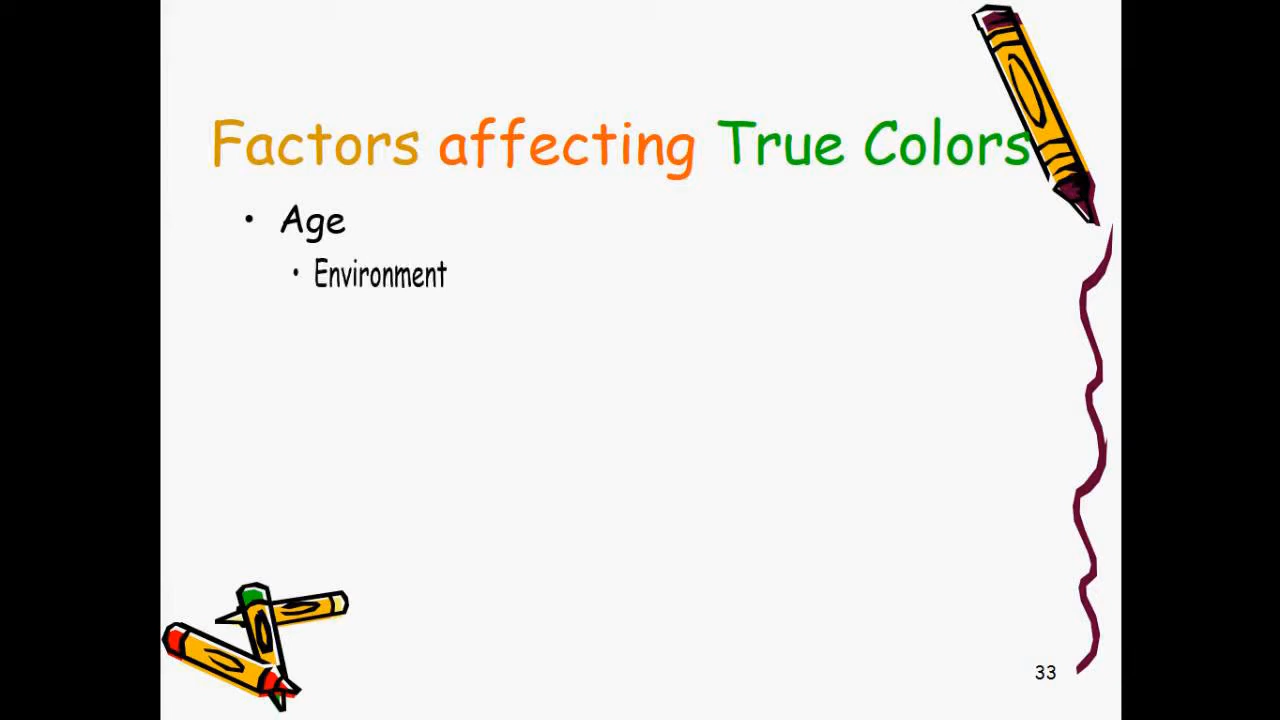 Factors affecting True Colors
• Age
• Environment
33